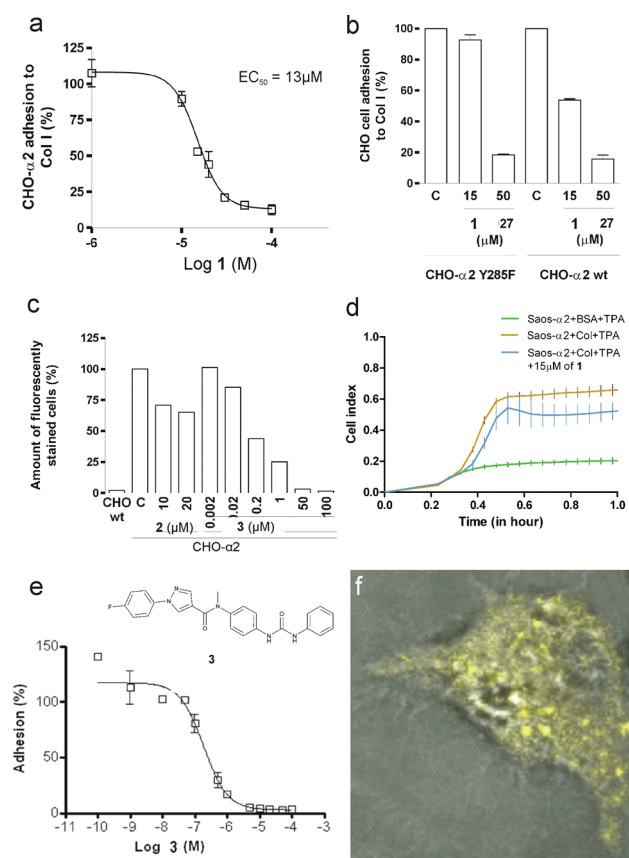 a
CHO-α2 adhesion to
Col I (%)
125
100
75
50
25
0
EC50 = 13µM
-6
-5
-4
-3
Log 1 (M)
b
CHO cell adhesion
to Col I (%)
100
80
60
40
20
0
C 15 50 C 15 50
1 27 1 27
(µM) (µM)
CHO-α2 Y285F CHO-α2 wt
c
Amount of fluorescently
stained cells (%)
125
100
75
50
25
0
CHO wt C 10 20 0.002 0.02 0.2 1 50 100
2 (µM) 3 (µM)
CHO-α2
d
Saos-α2+BSA+TPA
Saos-α2+Col+TPA
Saos-α2+Col+TPA
+15µM of 1
Cell index
1.0
0.8
0.6
0.4
0.2
0.0
0.0 0.2 0.4 0.6 0.8 1.0
Time (in hour)
e
F
N
N
O
N
N
H
O
N
H
3
Adhesion (%)
150
100
50
0
-11 -10 -9 -8 -7 -6 -5 -4 -3
Log 3 (M)
f